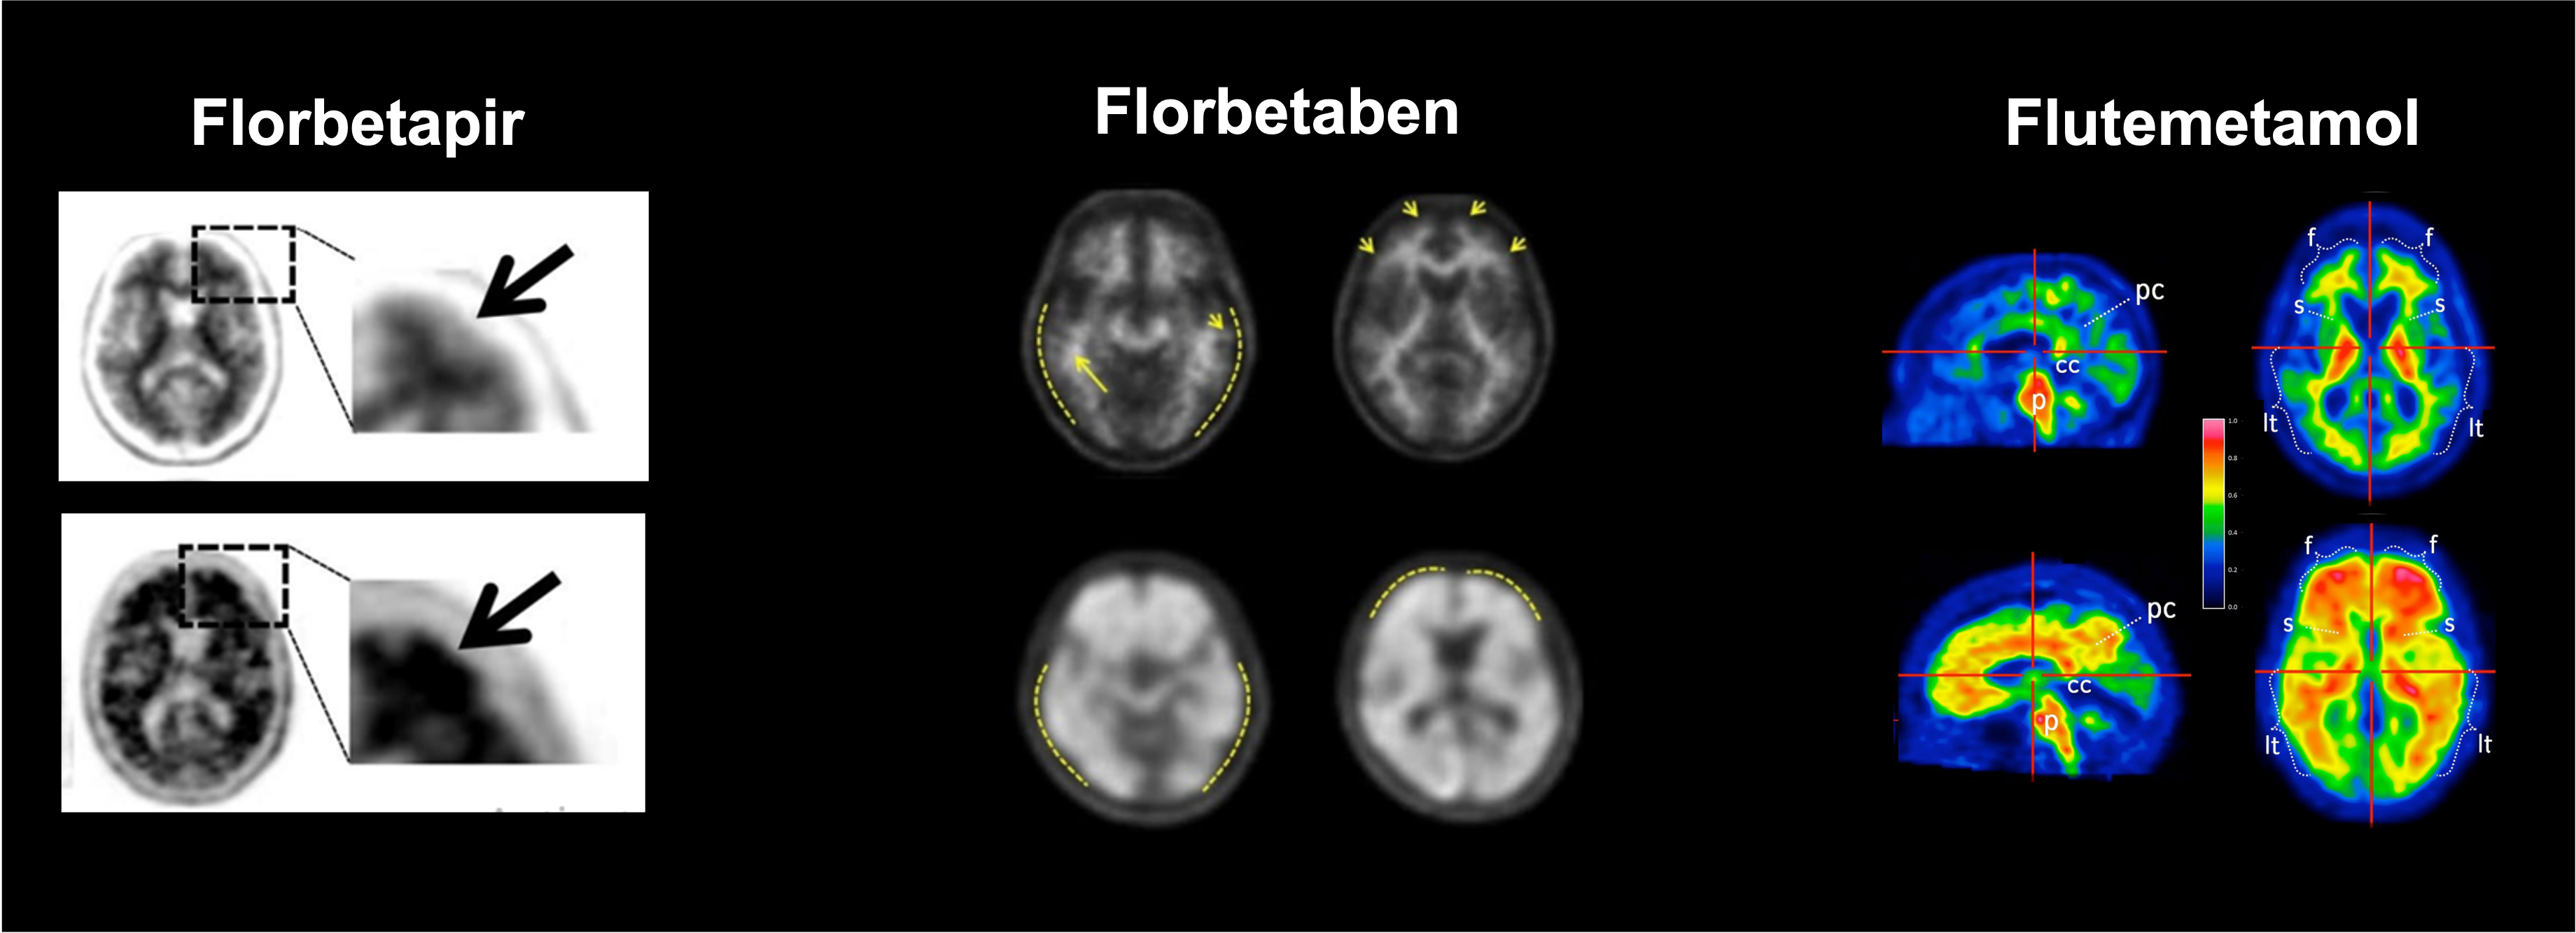 Florbetapir
Florbetaben
Flutemetamol
f f
s s
lt lt
pc
cc
p
1.0
0.8
0.6
0.4
0.2
0.0
f f
s s
lt lt
pc
cc
p